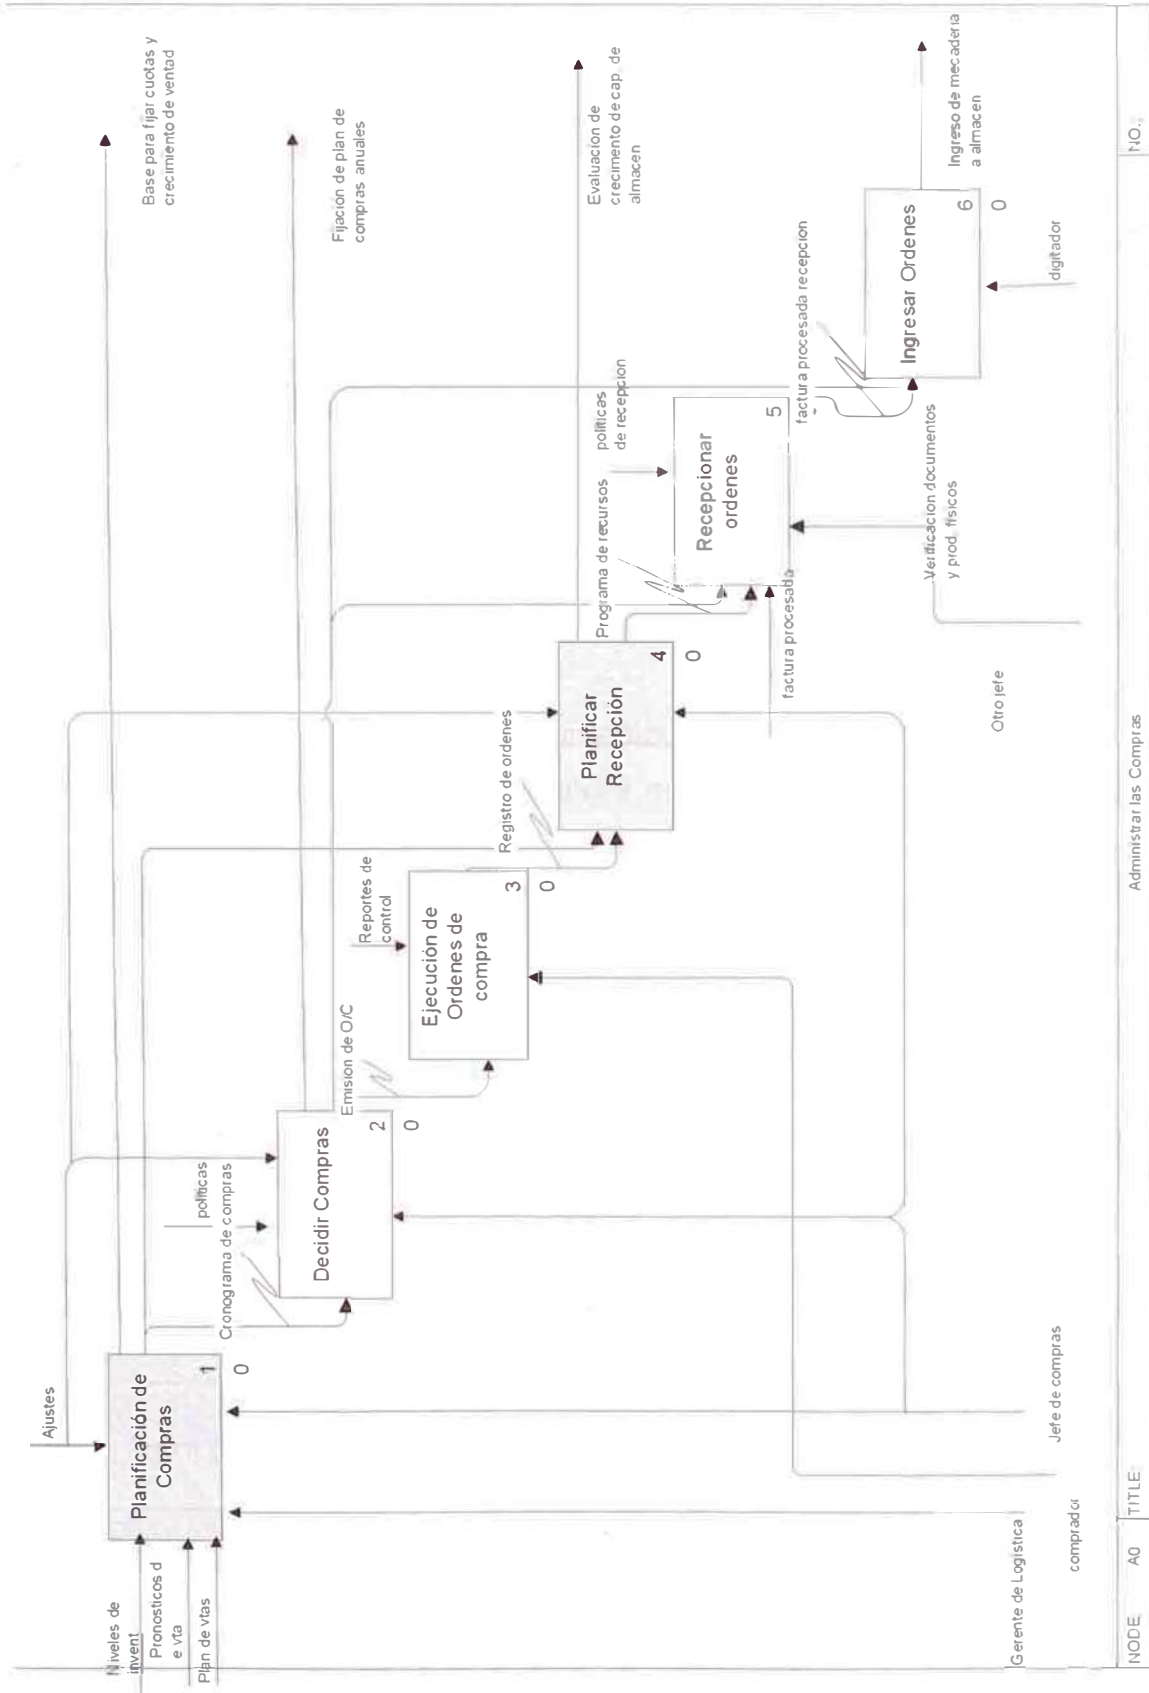 Ajustes
Niveles de
invent
Pronosticos d
e vta
Plan de vtas
Planificación de
Compras
1
0
Base para fijar cuotas y
crecimiento de ventad
politicas
Cronograma de compras
Decidir Compras
2
0
Fijación de plan de
compras anuales
Emision de O/C
Reportes de
control
Ejecución de
Ordenes de
compra
3
0
Registro de ordenes
Planificar
Recepción
4
0
Evaluacion de
crecimento de cap. de
almacen
Programa de recursos
politicas
de recepcion
factura procesada
Recepcionar
ordenes
5
factura procesada recepcion
Verificacion documentos
y prod. físicos
Ingresar Ordenes
6
0
Ingreso de mecaderia
a almacen
digitador
Otro jefe
Gerente de Logistica
comprador
Jefe de compras
NODE: A0 TITLE: Administrar las Compras NO.: